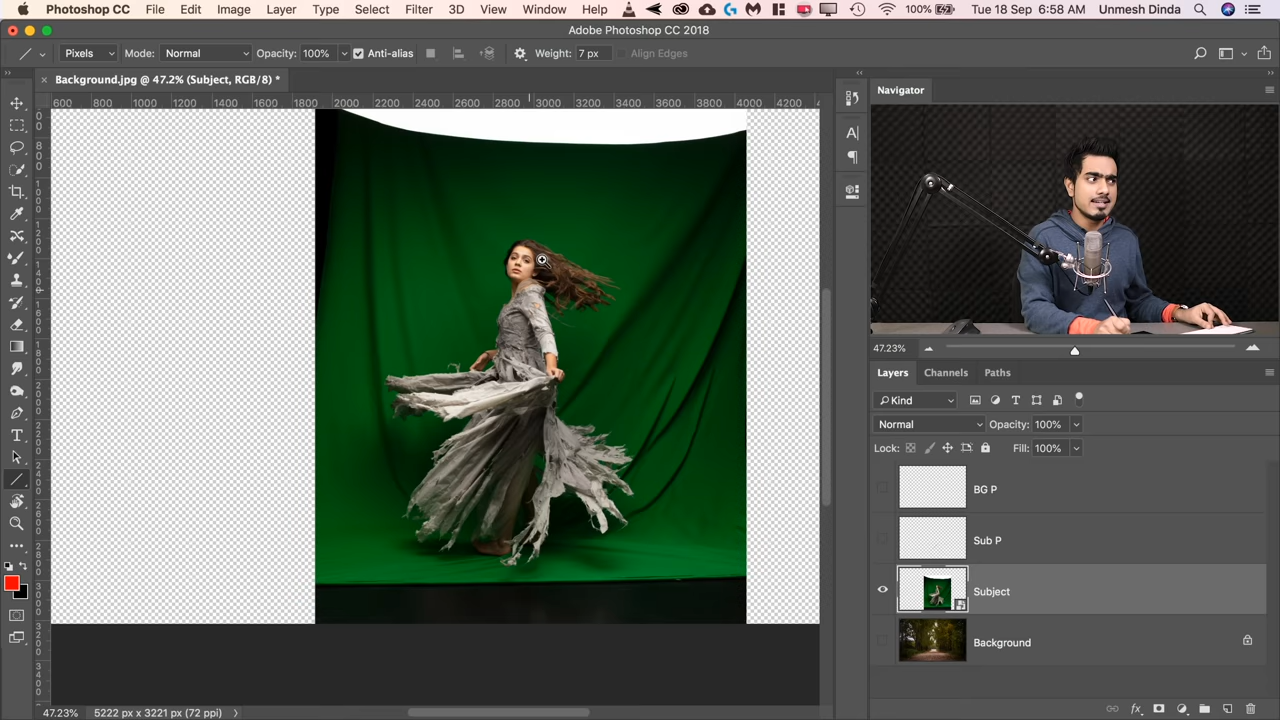 Photoshop CC File Edit Image Layer Type Select Filter 3D View Window Help 100% Tue 18 Sep 6:58 AM Unmesh Dinda
Adobe Photoshop CC 2018
Pixels Mode: Normal Opacity: 100% Anti-alias Weight: 7 px Align Edges
Background.jpg @ 47.2% (Subject, RGB/8) *
Navigator
600 800 1000 1200 1400 1600 1800 2000 2200 2400 2600 2800 3000 3200 3400 3600 3800 4000 4200
47.23%
Layers Channels Paths
Kind
Normal Opacity: 100%
Lock: Fill: 100%
BG P
Sub P
Subject
Background
47.23% 5222 px x 3221 px (72 ppi)